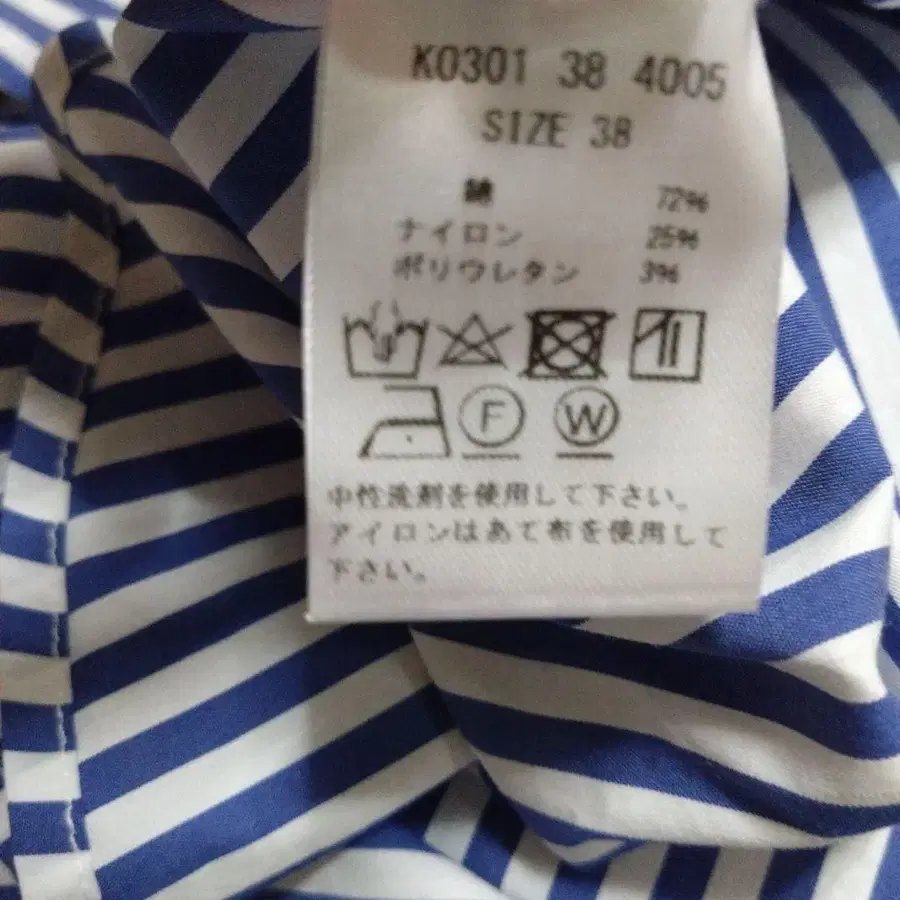 K0301 38 4005
SIZE 38
綿 72%
ナイロン 25%
ポリウレタン 3%
F W
中性洗剤を使用して下さい。
アイロンはあて布を使用して
下さい。